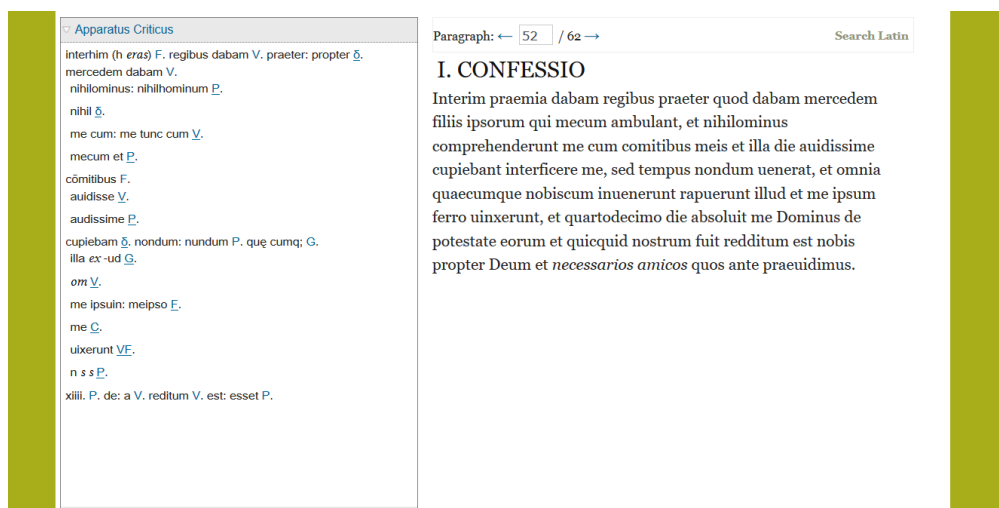 Apparatus Criticus
interhim (h eras) F. regibus dabam V. praeter: propter δ.
mercedem dabam V.
nihilominus: nihilhominum P.
nihil δ.
me cum: me tunc cum V.
mecum et P.
cōmitibus F.
auidisse V.
audissime P.
cupiebam δ. nondum: nundum P. quę cumq; G.
illa ex -ud G.
om V.
me ipsuin: meipso F.
me C.
uixerunt VF.
n s s P.
xiiii. P. de: a V. reditum V. est: esset P.
Paragraph: ← 52 / 62 → Search Latin
I. CONFESSIO
Interim praemia dabam regibus praeter quod dabam mercedem
filiis ipsorum qui mecum ambulant, et nihilominus
comprehenderunt me cum comitibus meis et illa die auidissime
cupiebant interficere me, sed tempus nondum uenerat, et omnia
quaecumque nobiscum inuenerunt rapuerunt illud et me ipsum
ferro uinxerunt, et quartodecimo die absoluit me Dominus de
potestate eorum et quicquid nostrum fuit redditum est nobis
propter Deum et necessarios amicos quos ante praeuidimus.